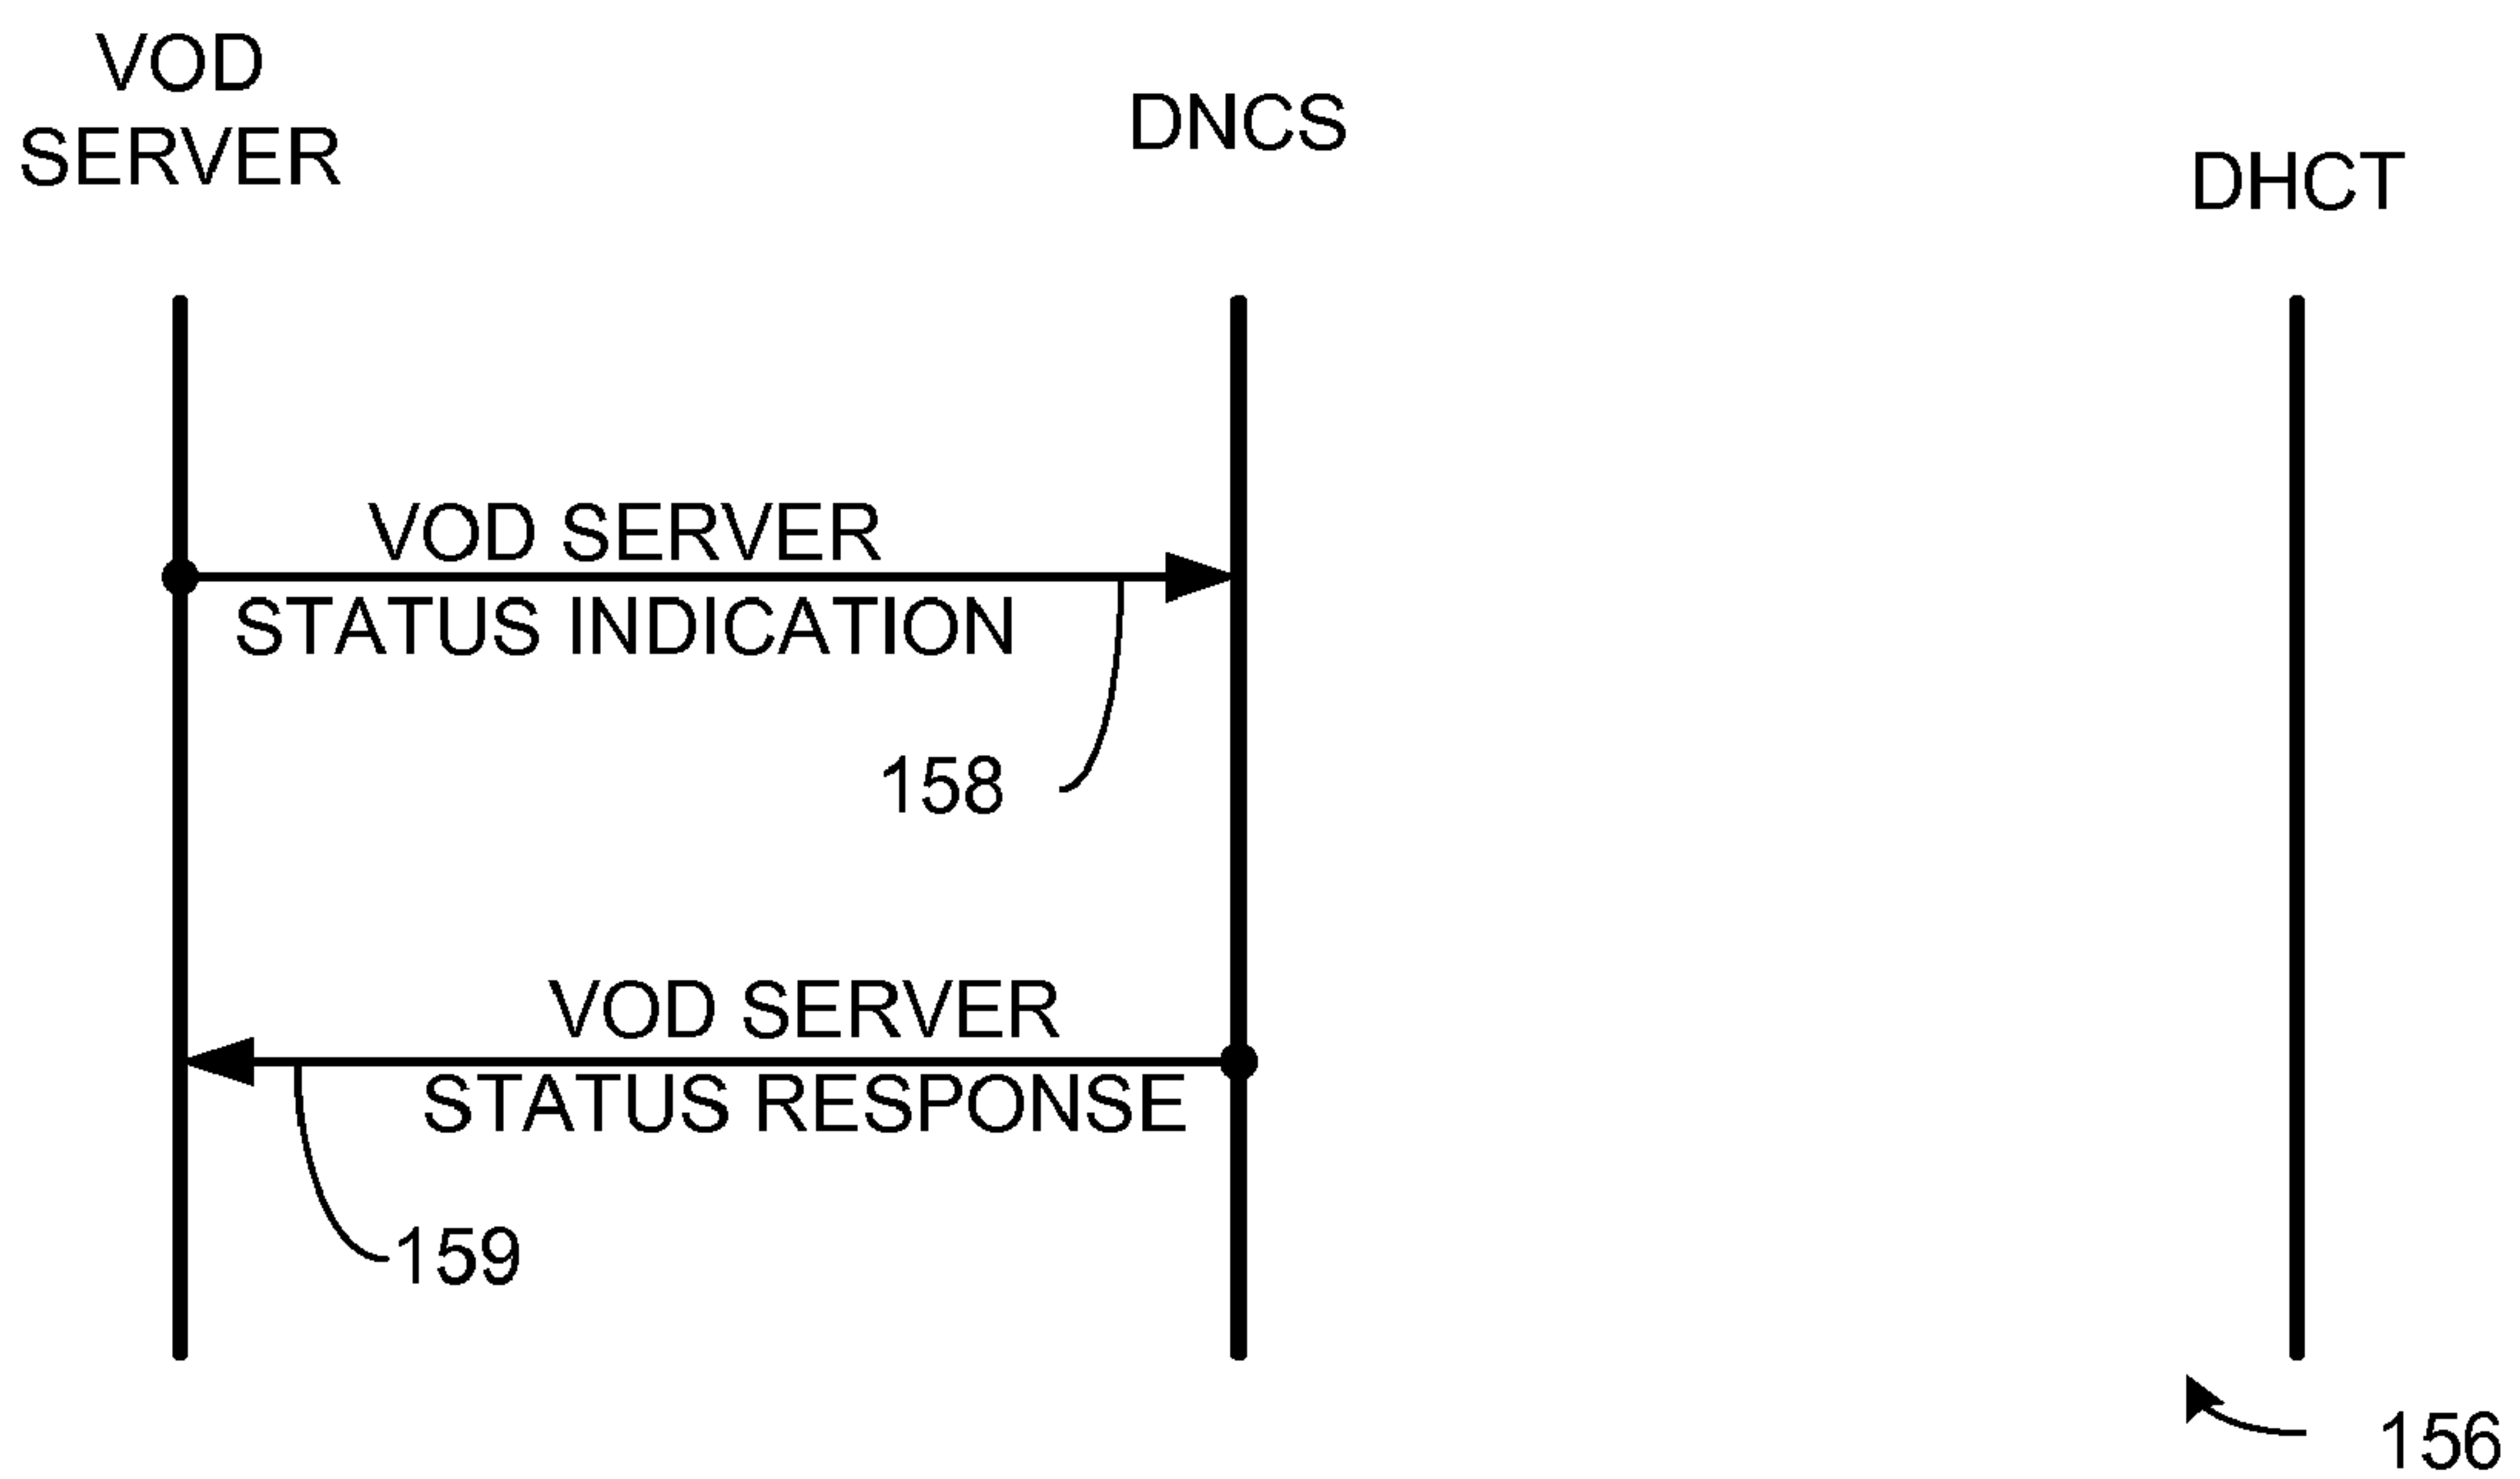 VOD
SERVER
DNCS
DHCT
VOD SERVER
STATUS INDICATION
158
VOD SERVER
STATUS RESPONSE
159
156